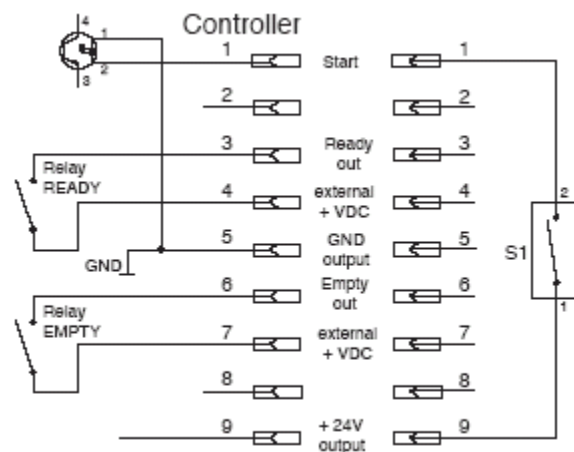 Controller
4
1
2
3
1 Start 1
2 2
3 Ready out 3
Relay READY
4 external + VDC 4
5 GND output 5
GND
6 Empty out 6
Relay EMPTY
7 external + VDC 7
8 8
9 + 24V output 9
2
S1
1